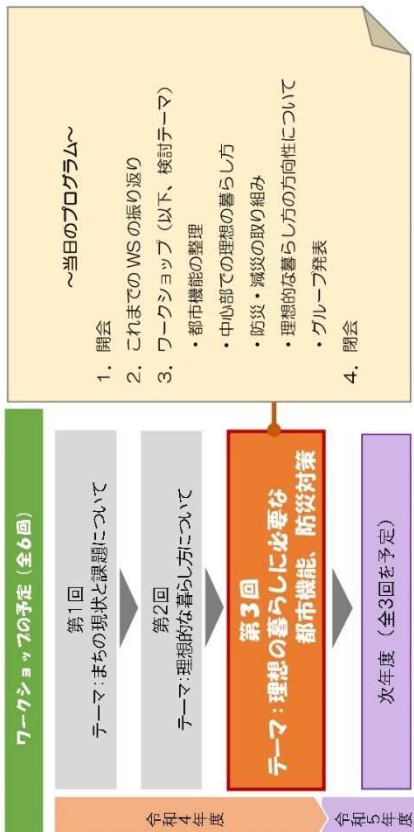 ワークショップの予定（全6回）
令和4年度
第1回
テーマ：まちの現状と課題について
第2回
テーマ：理想的な暮らし方について
第3回
テーマ：理想の暮らしに必要な
都市機能、防災対策
令和5年度
次年度（全3回を予定）
～当日のプログラム～
1. 開会
2. これまでのWSの振り返り
3. ワークショップ（以下、検討テーマ）
・都市機能の整理
・中心部での理想の暮らし方
・防災・減災の取り組み
・理想的な暮らし方の方向性について
・グループ発表
4. 閉会